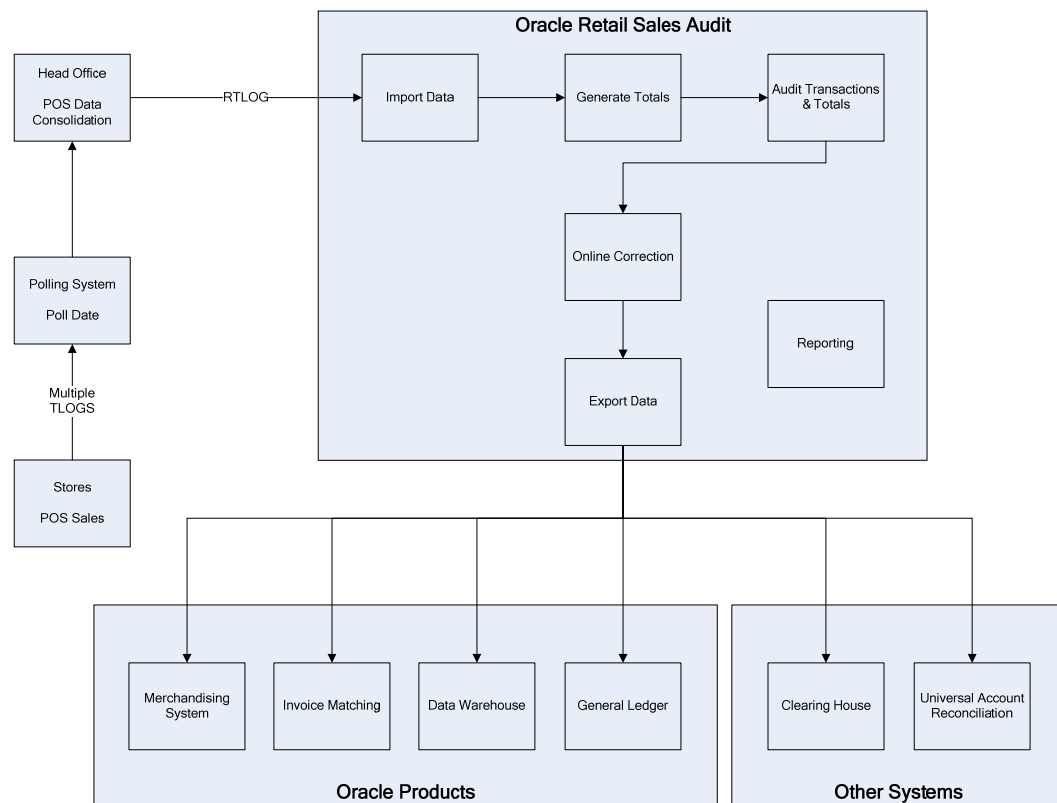 Oracle Retail Sales Audit
Head Office
POS Data
Consolidation
RTLOG
Import Data
Generate Totals
Audit Transactions
& Totals
Online Correction
Polling System
Poll Date
Reporting
Multiple
TLOGS
Export Data
Stores
POS Sales
Merchandising
System
Invoice Matching
Data Warehouse
General Ledger
Clearing House
Universal Account
Reconciliation
Oracle Products
Other Systems